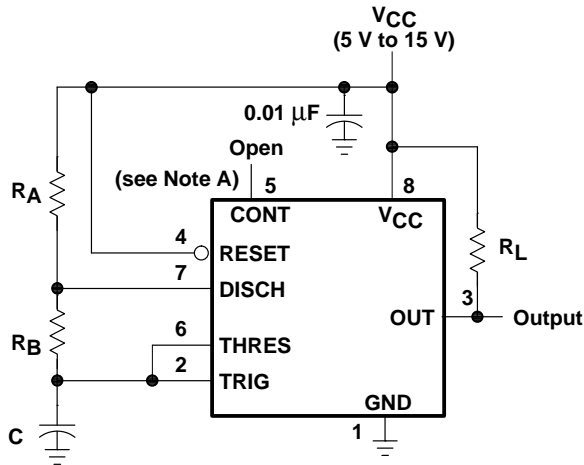 VCC
(5 V to 15 V)
0.01 μF
Open
(see Note A)
RA
5
8
CONT
VCC
4
RESET
RL
7
DISCH
3
OUT
Output
RB
6
THRES
2
TRIG
GND
C
1